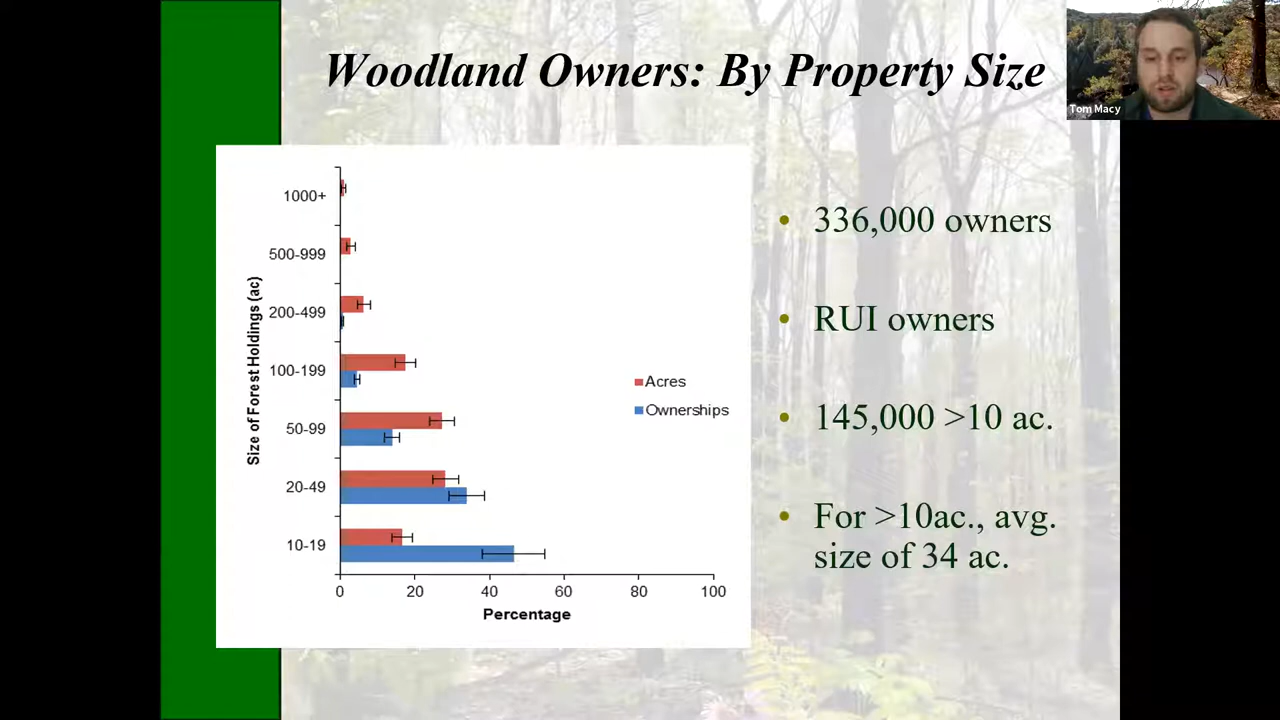 Woodland Owners: By Property Size
Tom Macy
Size of Forest Holdings (ac)
1000+
500-999
200-499
100-199
50-99
20-49
10-19
0 20 40 60 80 100
Percentage
Acres
Ownerships
• 336,000 owners
• RUI owners
• 145,000 >10 ac.
• For >10ac., avg.
size of 34 ac.